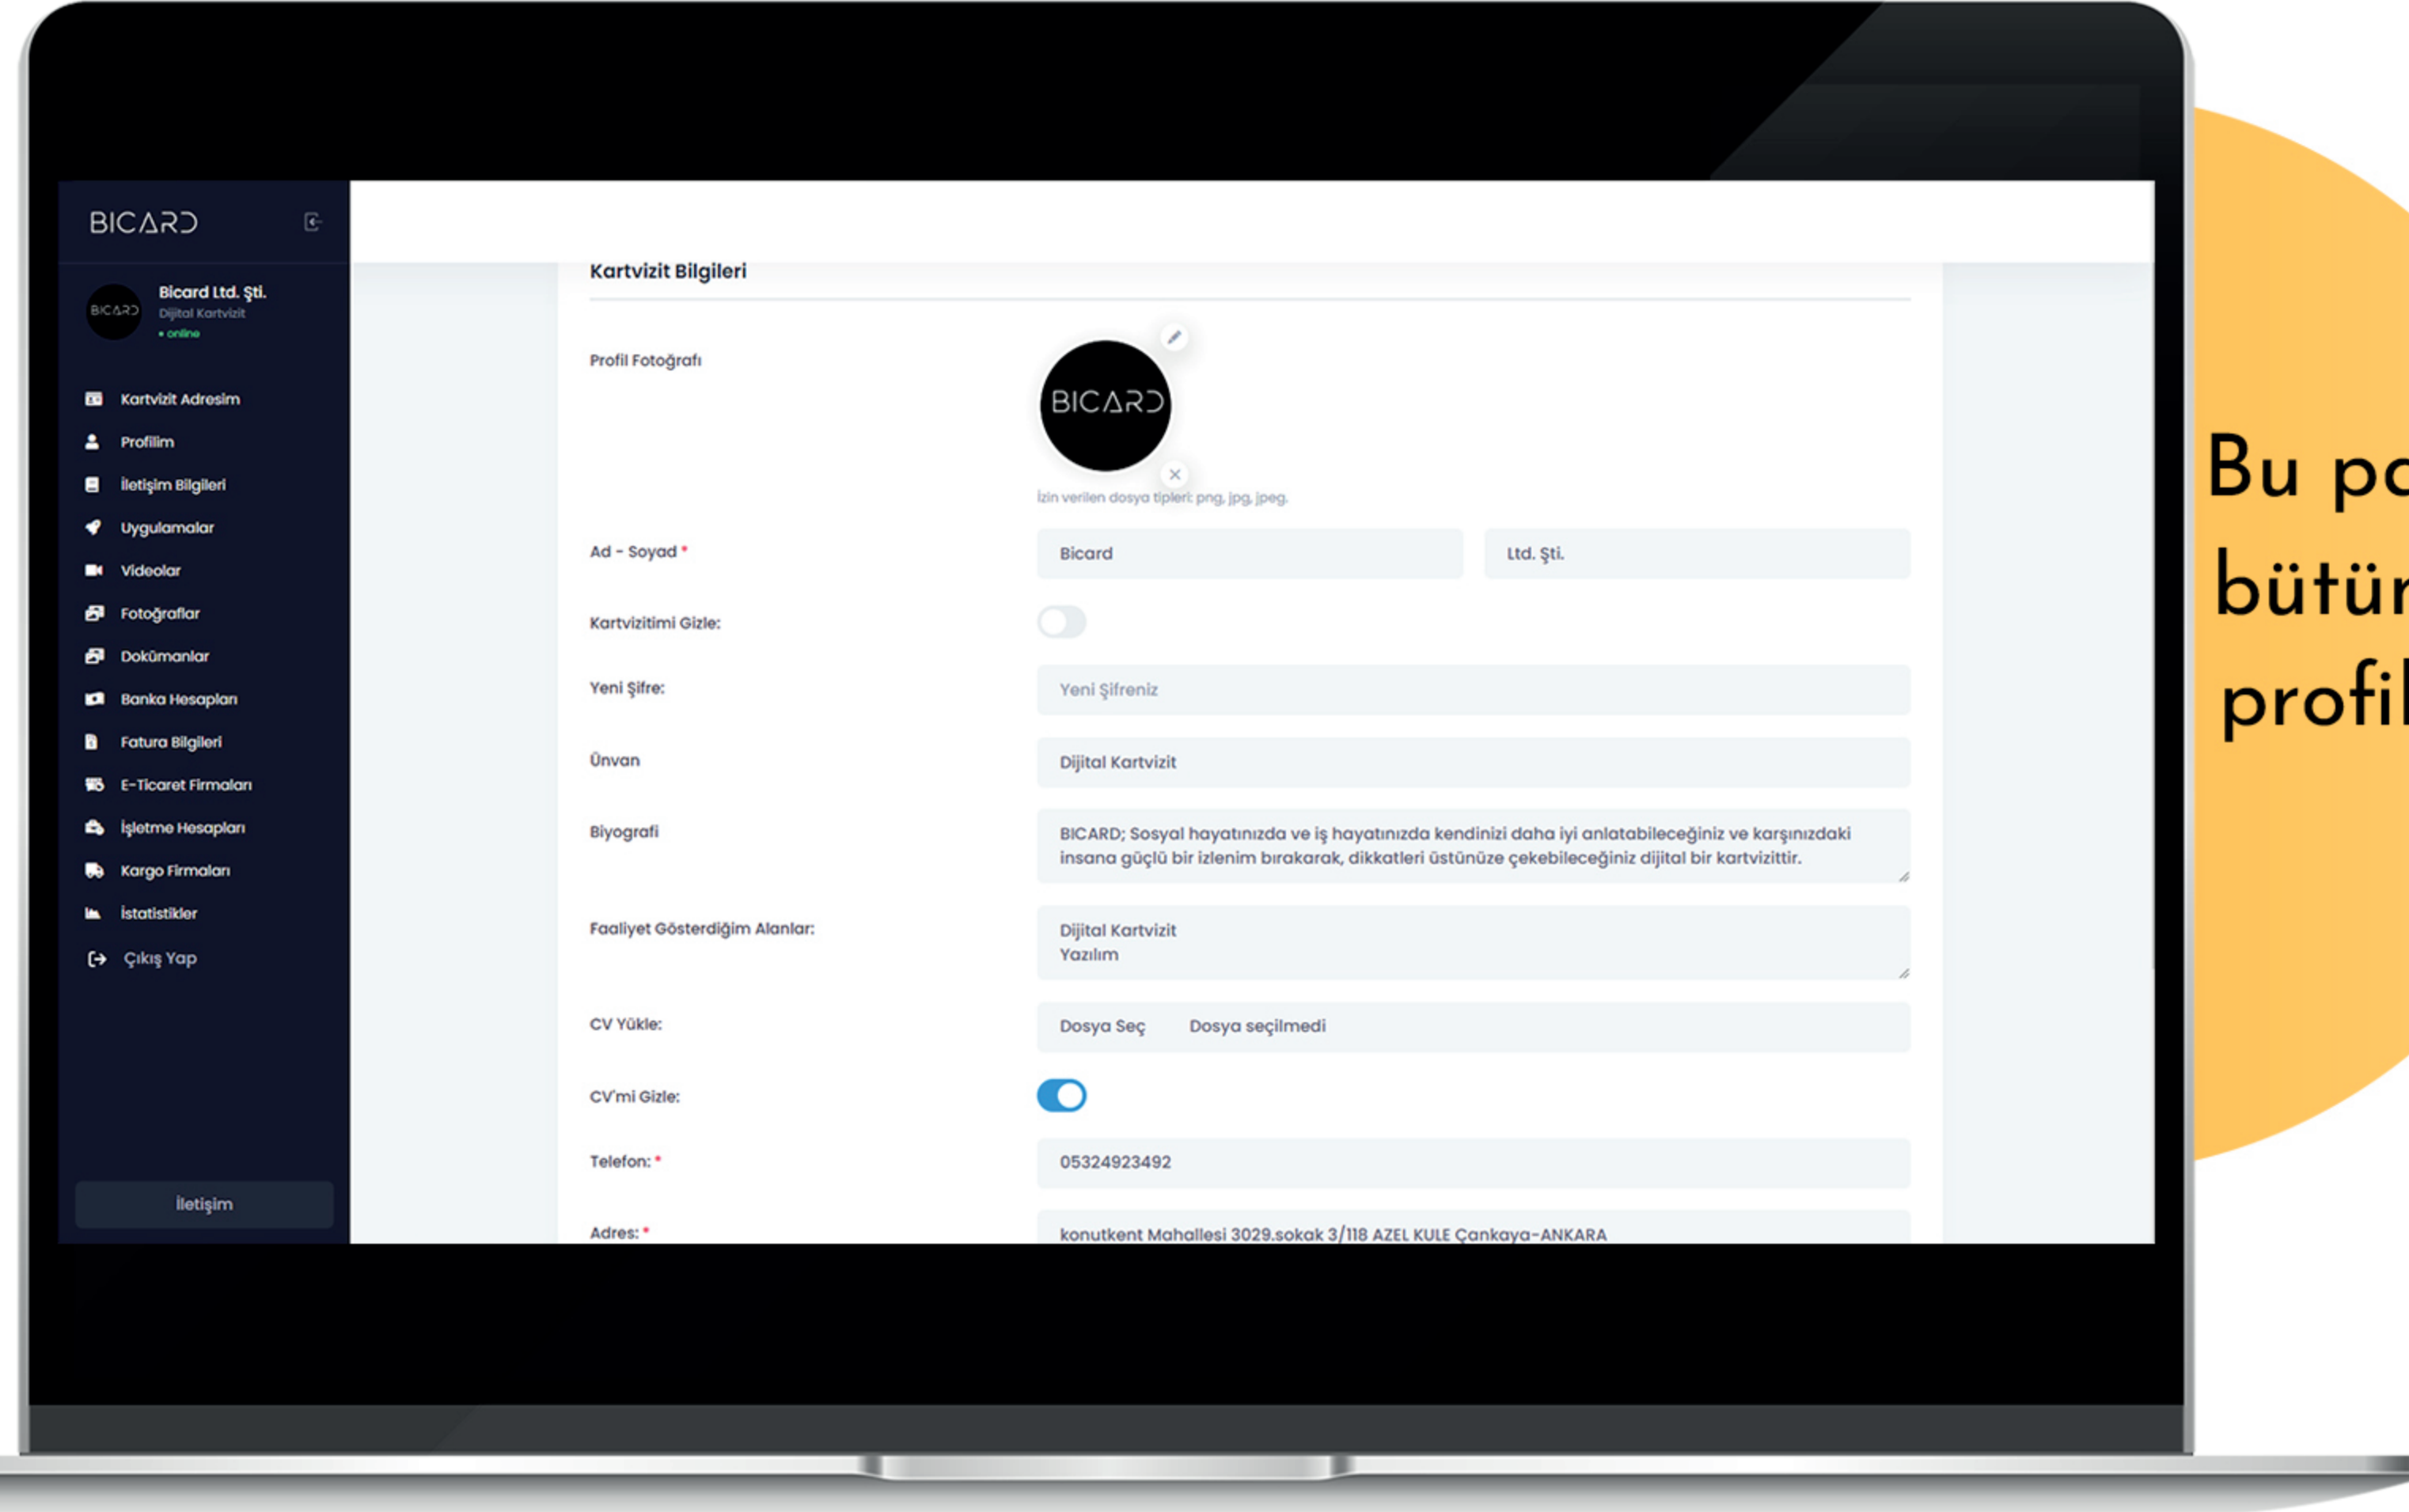 BICARD
BICARD
Bicard Ltd. Şti.
Dijital Kartvizit
• online
Kartvizit Adresim
Profilim
İletişim Bilgileri
Uygulamalar
Videolar
Fotoğraflar
Dokümanlar
Banka Hesapları
Fatura Bilgileri
E-Ticaret Firmaları
İşletme Hesapları
Kargo Firmaları
İstatistikler
Çıkış Yap
İletişim
Kartvizit Bilgileri
Profil Fotoğrafı
BICARD
İzin verilen dosya tipleri: png, jpg, jpeg.
Ad - Soyad * Bicard Ltd. Şti.
Kartvizitimi Gizle:
Yeni Şifre: Yeni Şifreniz
Ünvan Dijital Kartvizit
Biyografi BICARD; Sosyal hayatınızda ve iş hayatınızda kendinizi daha iyi anlatabileceğiniz ve karşınızdaki
insana güçlü bir izlenim bırakarak, dikkatleri üstünüze çekebileceğiniz dijital bir kartvizittir.
Faaliyet Gösterdiğim Alanlar: Dijital Kartvizit
Yazılım
CV Yükle: Dosya Seç Dosya seçilmedi
CV'mi Gizle:
Telefon: * 05324923492
Adres: * konutkent Mahallesi 3029.sokak 3/118 AZEL KULE Çankaya-ANKARA
Bu